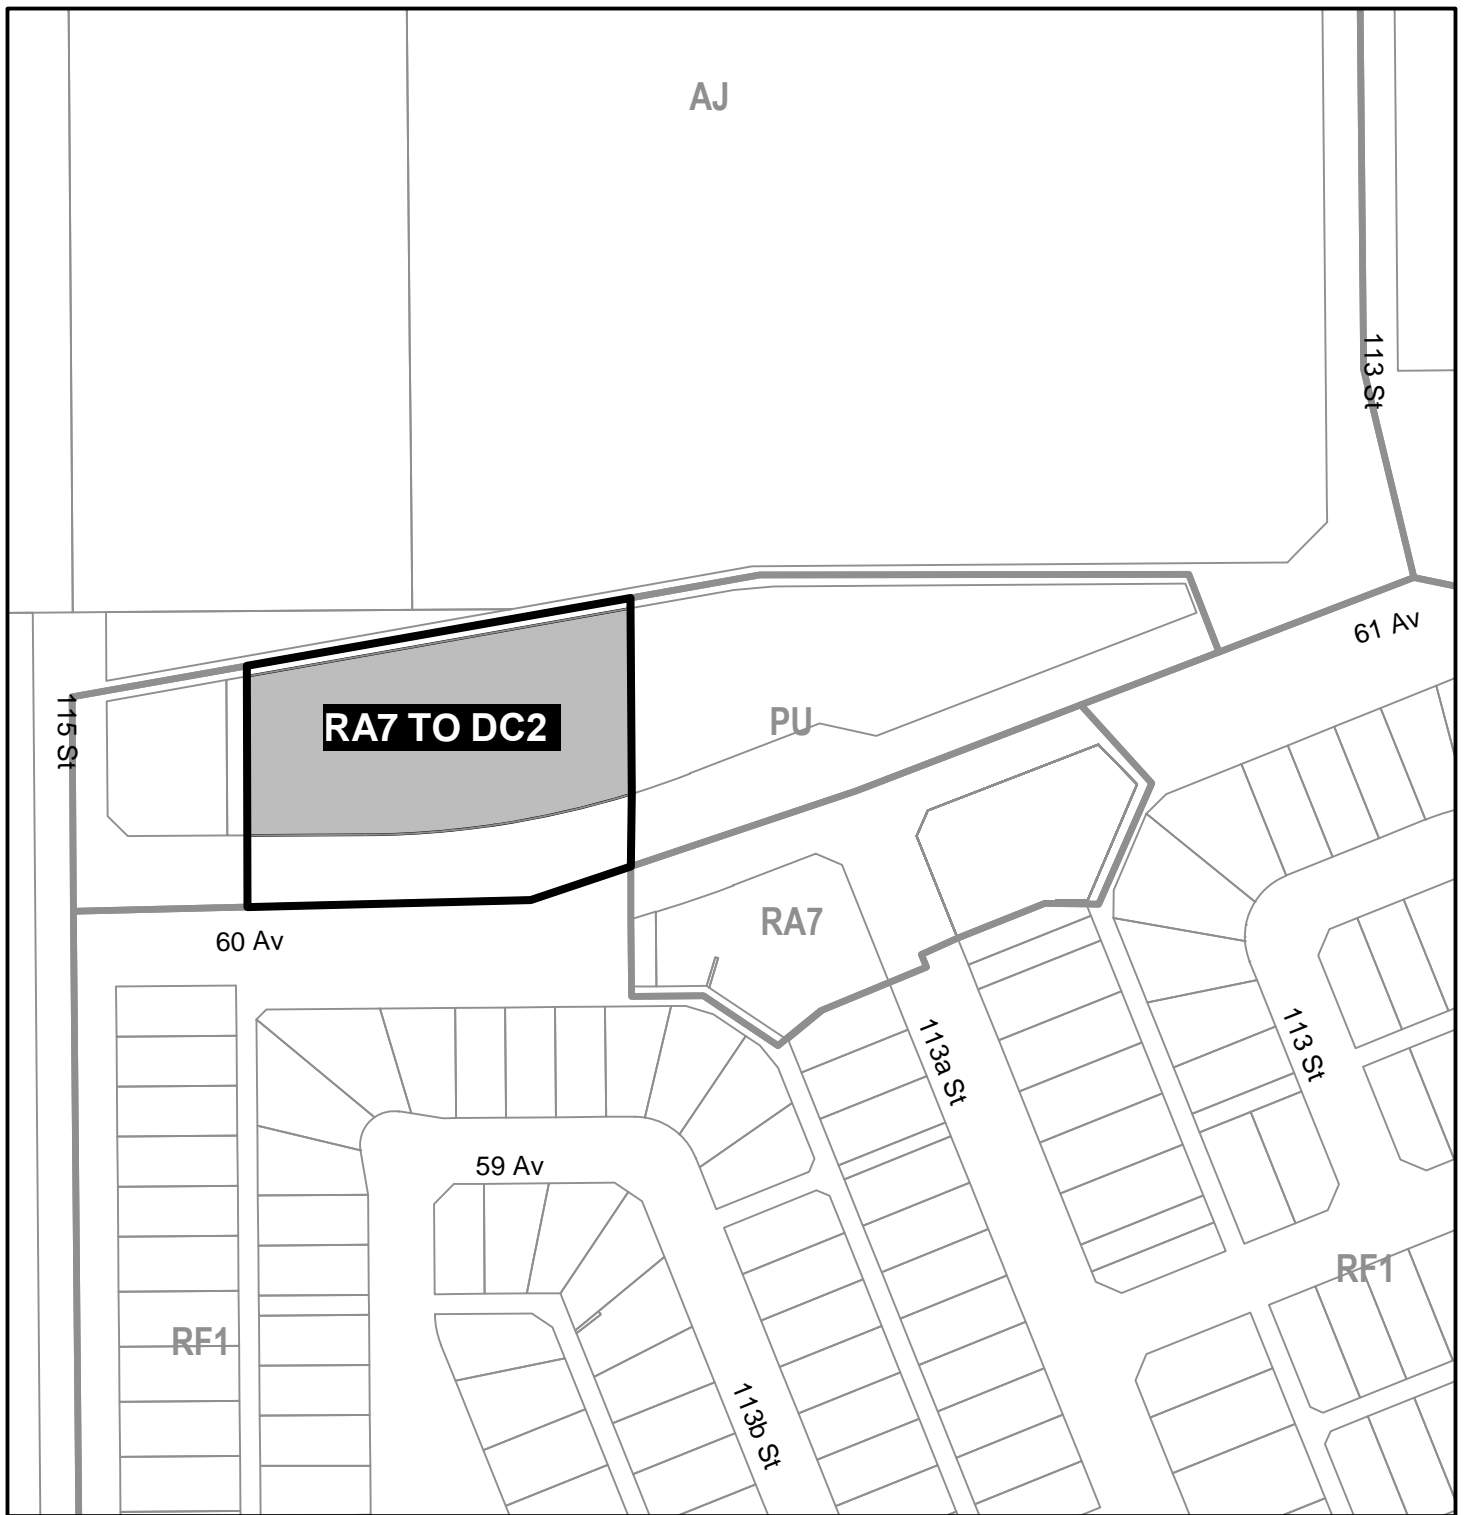 AJ
113 St
61 Av
115 St
RA7 TO DC2
PU
RA7
60 Av
113a St
113 St
59 Av
RF1
RF1
113b St